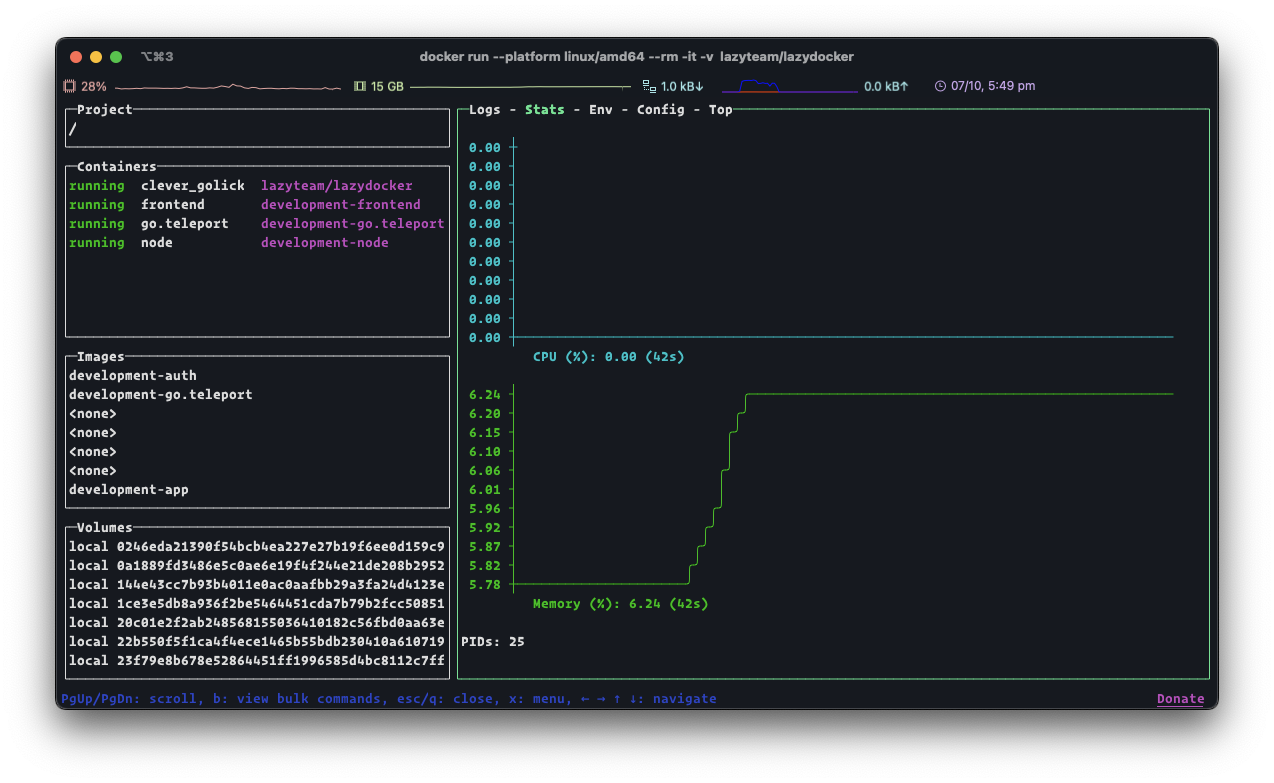 ⌥⌘3
docker run --platform linux/amd64 --rm -it -v lazyteam/lazydocker
28%
15 GB
1.0 kB↓
0.0 kB↑
07/10, 5:49 pm
Project
/
Containers
running clever_golick lazyteam/lazydocker
running frontend development-frontend
running go.teleport development-go.teleport
running node development-node
Images
development-auth
development-go.teleport
<none>
<none>
<none>
<none>
development-app
Volumes
local 0246eda21390f54bcb4ea227e27b19f6ee0d159c9
local 0a1889fd3486e5c0ae6e19f4f244e21de208b2952
local 144e43cc7b93b4011e0ac0aafbb29a3fa24d4123e
local 1ce3e5db8a936f2be5464451cda7b79b2fcc50851
local 20c01e2f2ab248568155036410182c56fbd0aa63e
local 22b550f5f1ca4f4ece1465b55bdb230410a610719
local 23f79e8b678e52864451ff1996585d4bc8112c7ff
Logs - Stats - Env - Config - Top
0.00
0.00
0.00
0.00
0.00
0.00
0.00
0.00
0.00
0.00
0.00
CPU (%): 0.00 (42s)
6.24
6.20
6.15
6.10
6.06
6.01
5.96
5.92
5.87
5.82
5.78
Memory (%): 6.24 (42s)
PIDs: 25
PgUp/PgDn: scroll, b: view bulk commands, esc/q: close, x: menu, ← → ↑ ↓: navigate
Donate